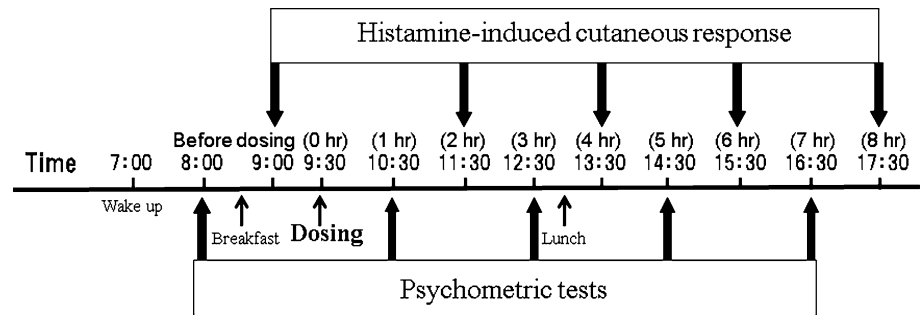 Histamine-induced cutaneous response
Before dosing (0 hr) (1 hr) (2 hr) (3 hr) (4 hr) (5 hr) (6 hr) (7 hr) (8 hr)
Time 7:00 8:00 9:00 9:30 10:30 11:30 12:30 13:30 14:30 15:30 16:30 17:30
Wake up
Breakfast Dosing Lunch
Psychometric tests